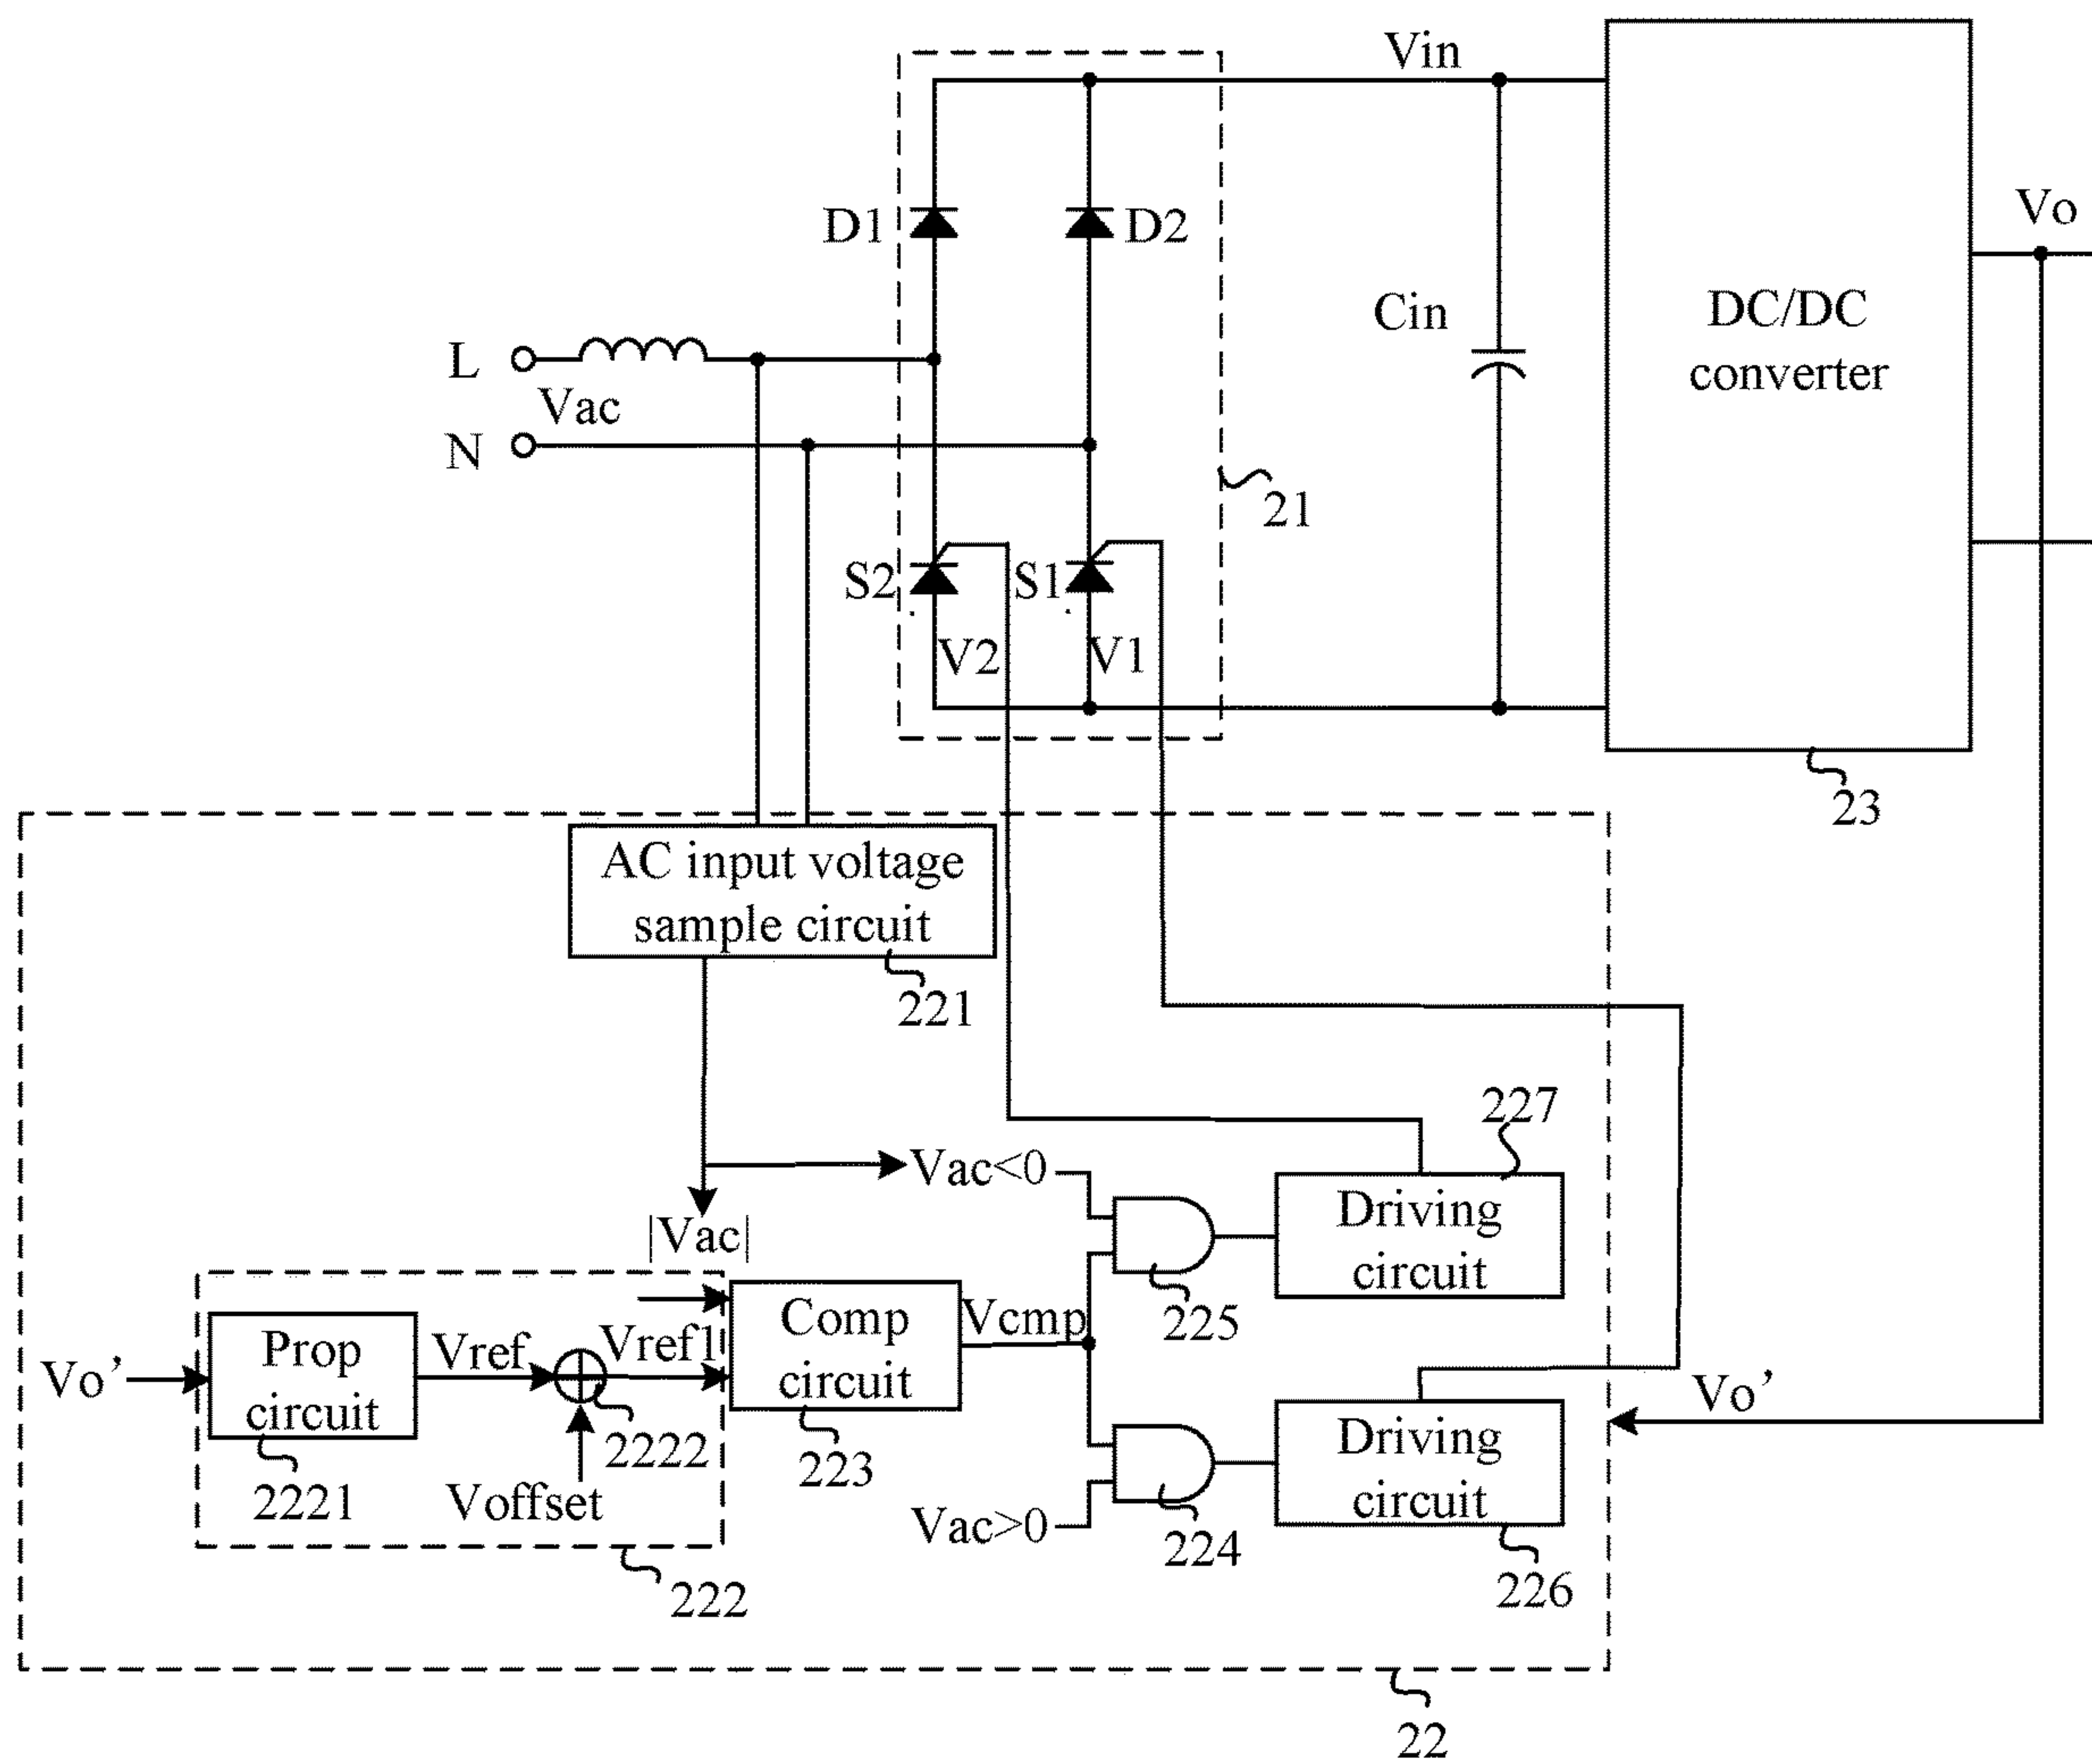 Vin
Vo
D1
D2
Cin
DC/DC
converter
L
Vac
N
21
S2
S1
V2
V1
23
AC input voltage
sample circuit
221
227
Vac<0
Driving
circuit
|Vac|
225
Comp
circuit
Vcmp
Prop
circuit
Vref
Vref1
Vo’
2222
223
2221
Voffset
Driving
circuit
Vo’
Vac>0
224
226
222
22